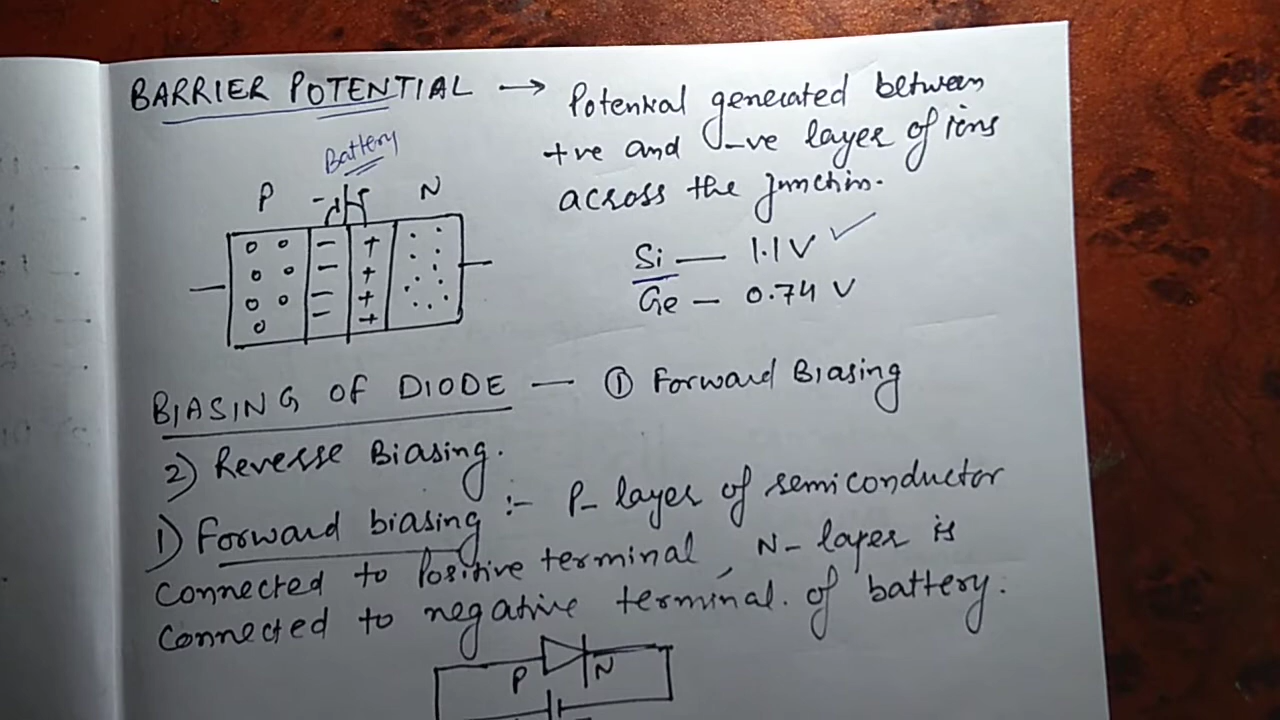 BARRIER POTENTIAL → Potential generated between
+ve and -ve layer of ions
across the junction.
Battery
P - + N
Si — 1.1V ✓
Ge — 0.74 V
BIASING OF DIODE — ① Forward Biasing
2) Reverse Biasing.
1) Forward biasing :- P- layer of semiconductor
connected to Positive terminal, N- layer is
connected to negative terminal. of battery.
P N